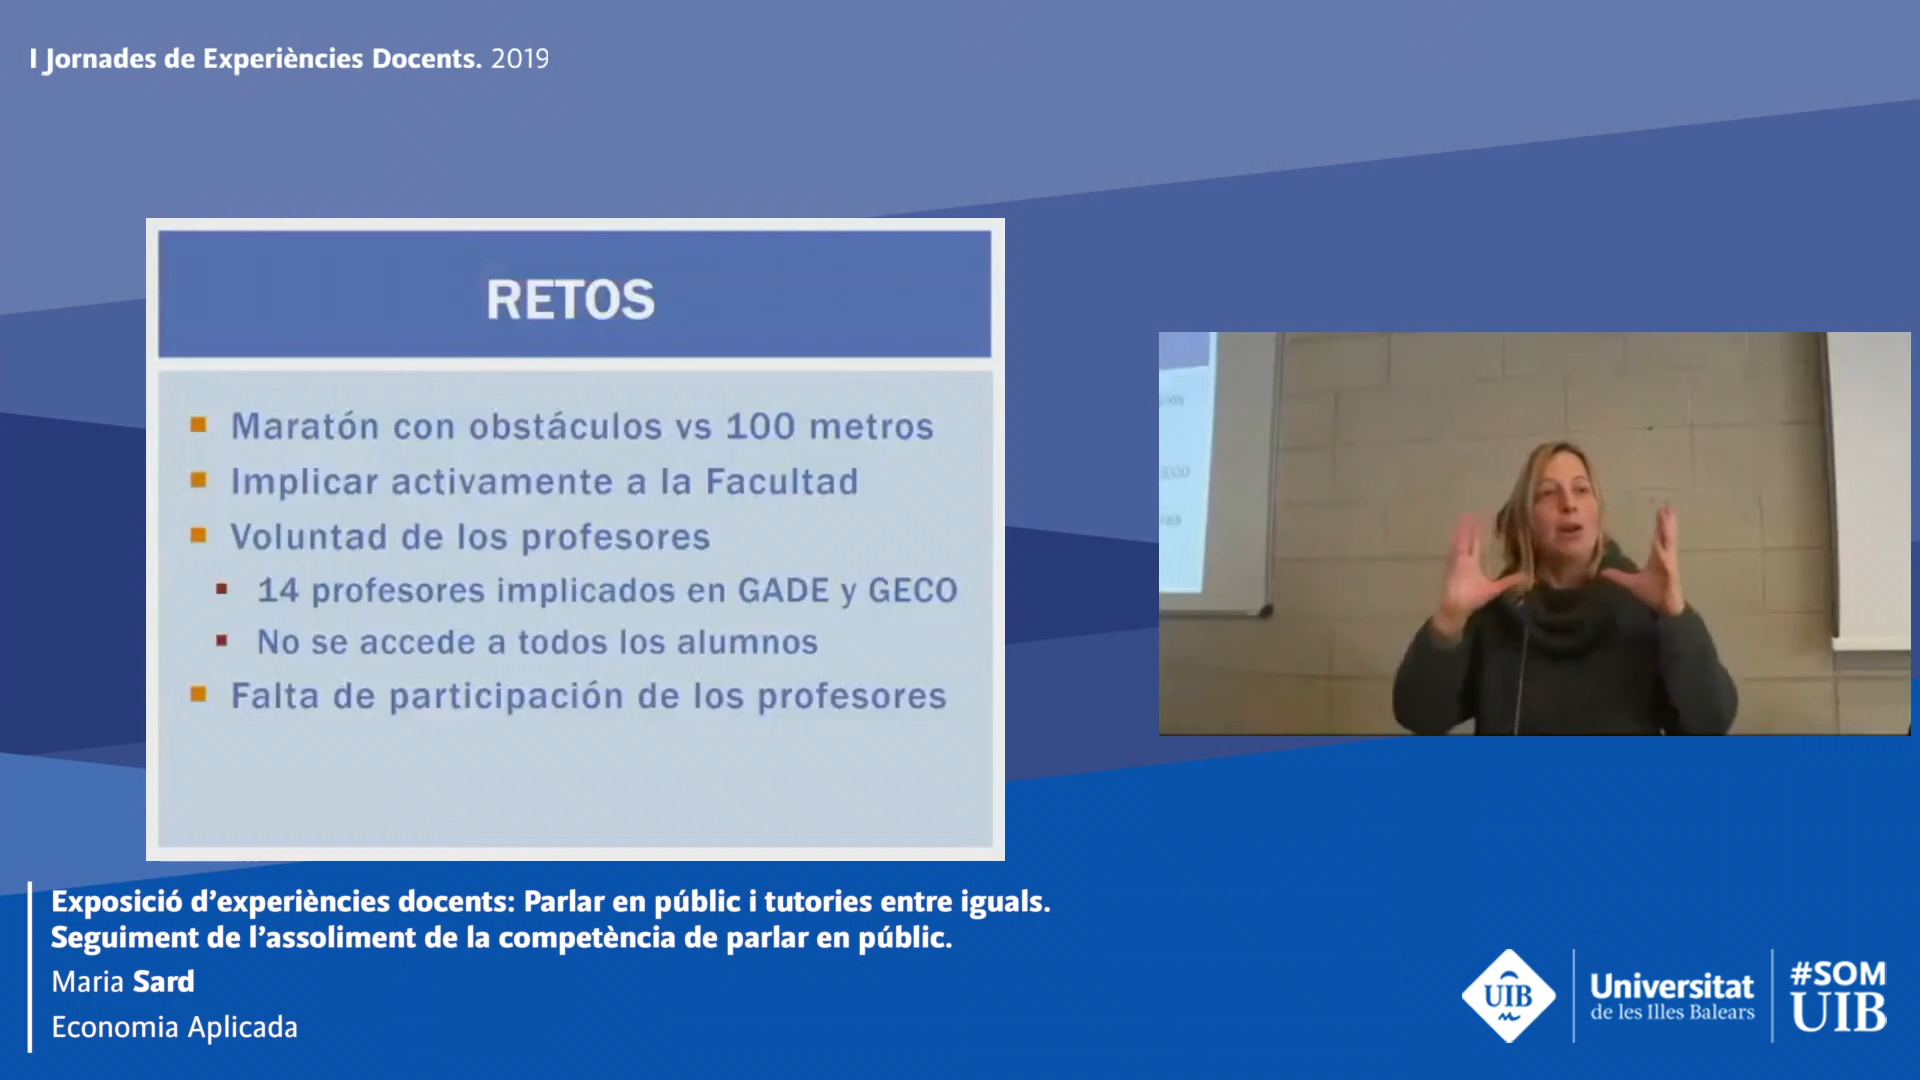 I Jornades de Experiències Docents. 2019
RETOS
Maratón con obstáculos vs 100 metros
Implicar activamente a la Facultad
Voluntad de los profesores
14 profesores implicados en GADE y GECO
No se accede a todos los alumnos
Falta de participación de los profesores
Exposició d'experiències docents: Parlar en públic i tutories entre iguals.
Seguiment de l'assoliment de la competència de parlar en públic.
Maria Sard
Economia Aplicada
UIB
Universitat
de les Illes Balears
#SOM
UIB